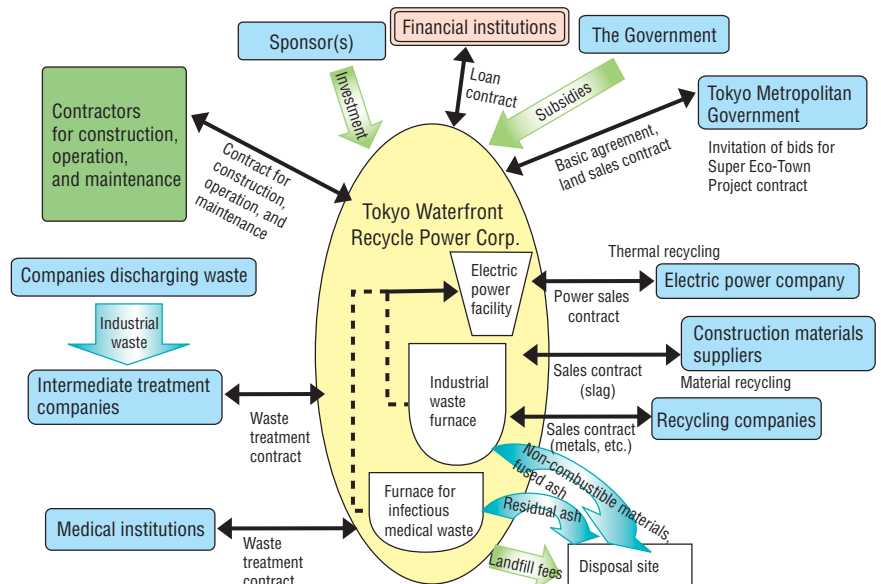 Sponsor(s)
Financial institutions
The Government
Investment
Loan
contract
Subsidies
Contractors
for construction,
operation,
and maintenance
Contract for
construction,
operation, and
maintenance
Basic agreement,
land sales contract
Tokyo Metropolitan
Government
Invitation of bids for
Super Eco-Town
Project contract
Tokyo Waterfront
Recycle Power Corp.
Companies discharging waste
Industrial
waste
Intermediate treatment
companies
Waste
treatment
contract
Electric
power
facility
Thermal recycling
Electric power company
Power sales
contract
Construction materials
suppliers
Sales contract
(slag)
Material recycling
Industrial
waste
furnace
Recycling companies
Sales contract
(metals, etc.)
Non-combustible materials,
fused ash
Furnace for
infectious
medical waste
Residual ash
Medical institutions
Waste
treatment
contract
Landfill fees
Disposal site